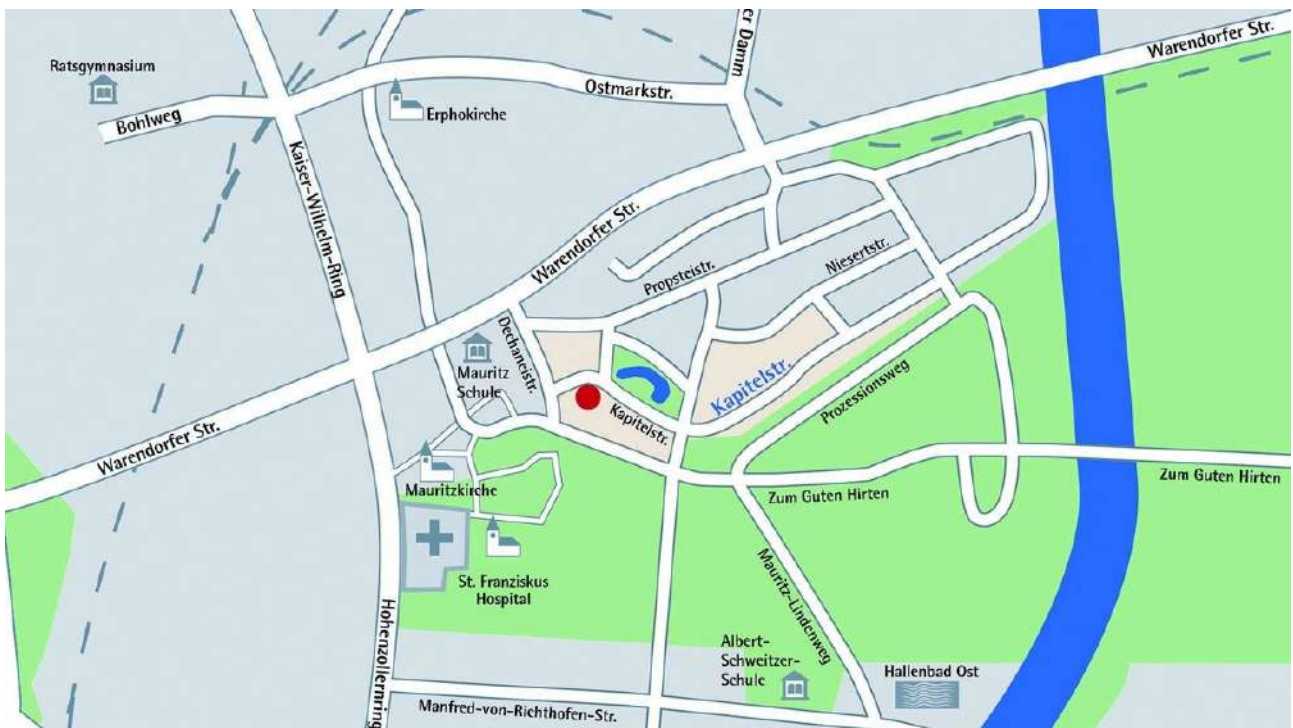 er Damm
Warendorfer Str.
Ratsgymnasium
Ostmarkstr.
Bohlweg
Erphokirche
Kaiser-Wilhelm-Ring
Warendorfer Str.
Propsteistr.
Niesertstr.
Dechaneistr.
Mauritz
Schule
Kapitelstr.
Kapitelstr.
Prozessionsweg
Warendorfer Str.
Mauritzkirche
Zum Guten Hirten
Zum Guten Hirten
St. Franziskus
Hospital
Mauritz-Lindenweg
Hohenzollernring
Albert-
Schweitzer-
Schule
Hallenbad Ost
Manfred-von-Richthofen-Str.